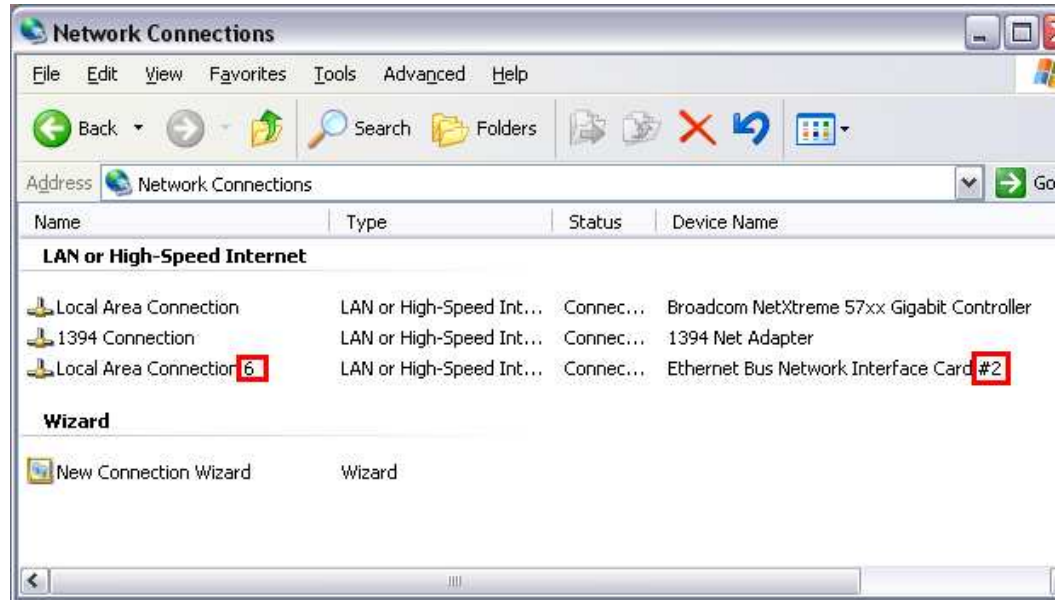 Network Connections
File Edit View Favorites Tools Advanced Help
Back Search Folders
Address Network Connections Go
Name Type Status Device Name
LAN or High-Speed Internet
Local Area Connection LAN or High-Speed Int... Connec... Broadcom NetXtreme 57xx Gigabit Controller
1394 Connection LAN or High-Speed Int... Connec... 1394 Net Adapter
Local Area Connection 6 LAN or High-Speed Int... Connec... Ethernet Bus Network Interface Card #2
Wizard
New Connection Wizard Wizard